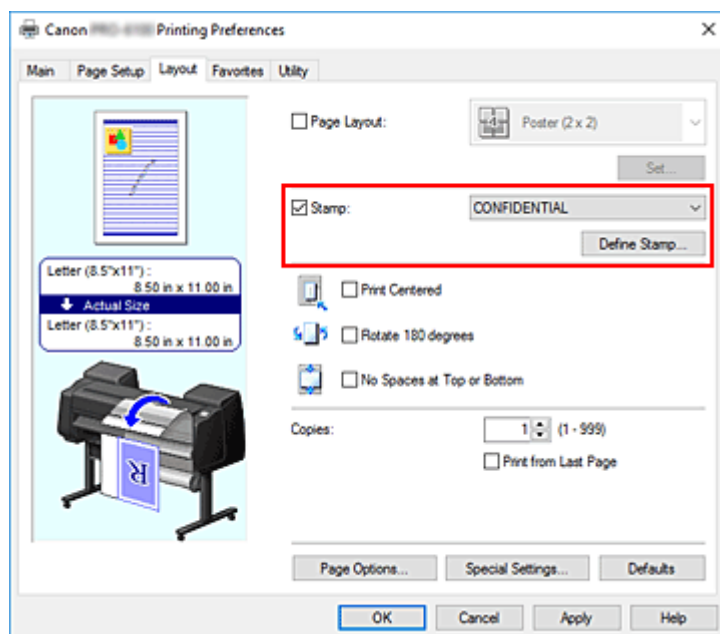 Canon Printing Preferences
Main Page Setup Layout Favorites Utility
Page Layout: Poster (2 x 2)
Set...
Stamp: CONFIDENTIAL
Define Stamp...
Letter (8.5"x11") :
8.50 in x 11.00 in
Actual Size
Letter (8.5"x11") :
8.50 in x 11.00 in
Print Centered
Rotate 180 degrees
No Spaces at Top or Bottom
Copies: 1 (1 - 999)
Print from Last Page
R
Page Options... Special Settings... Defaults
OK Cancel Apply Help